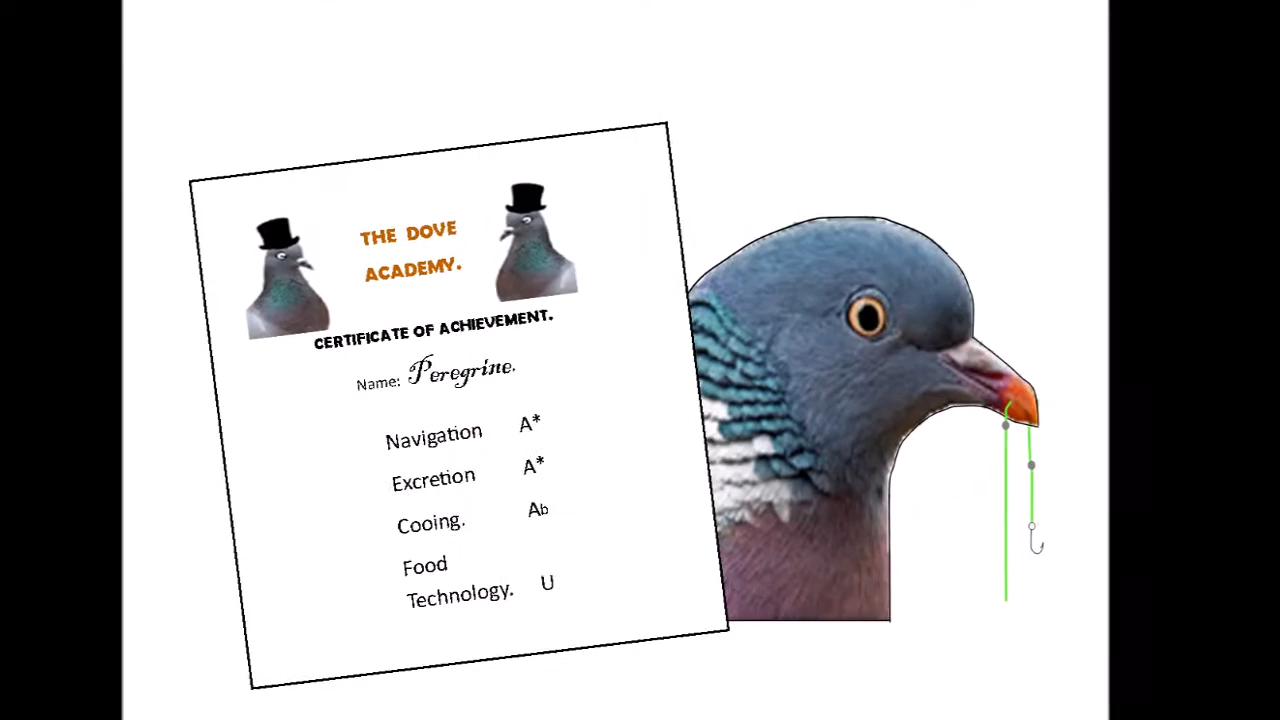 THE DOVE
ACADEMY.
CERTIFICATE OF ACHIEVEMENT.
Name: Peregrine.
Navigation A*
Excretion A*
Cooing. Ab
Food
Technology. U